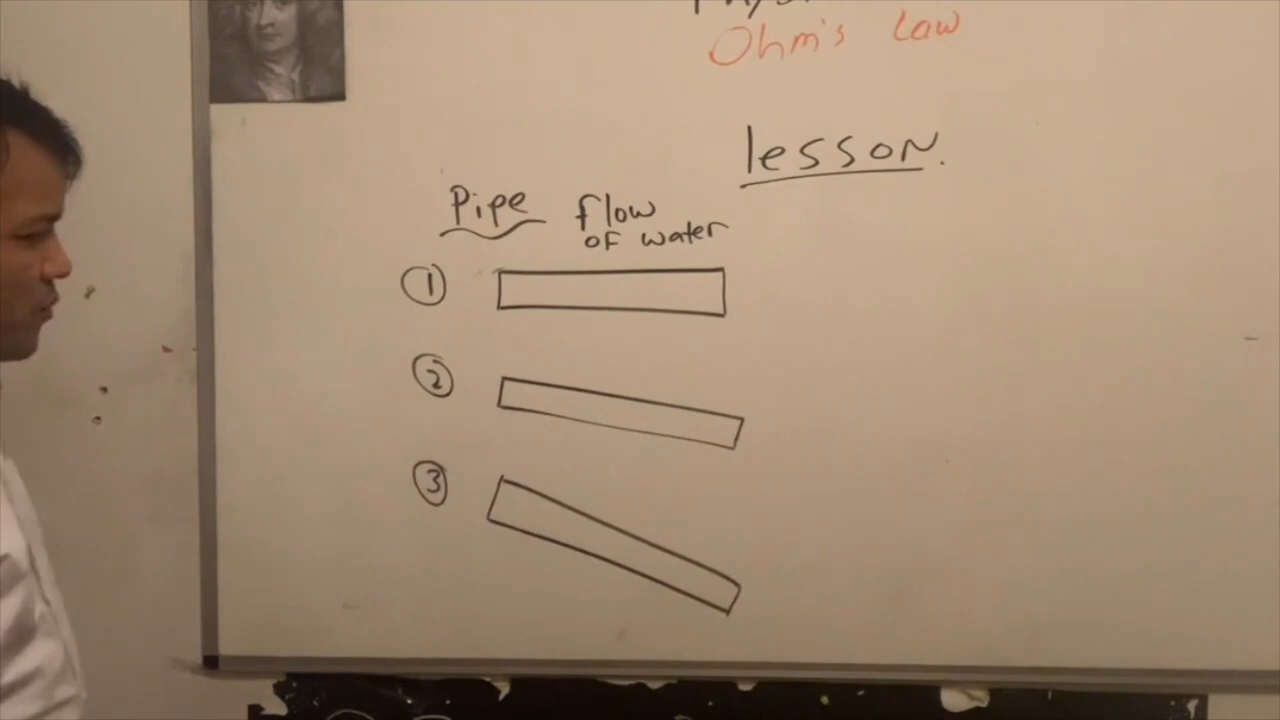 Ohm's Law
lesson.
Pipe flow
of water
1
2
3